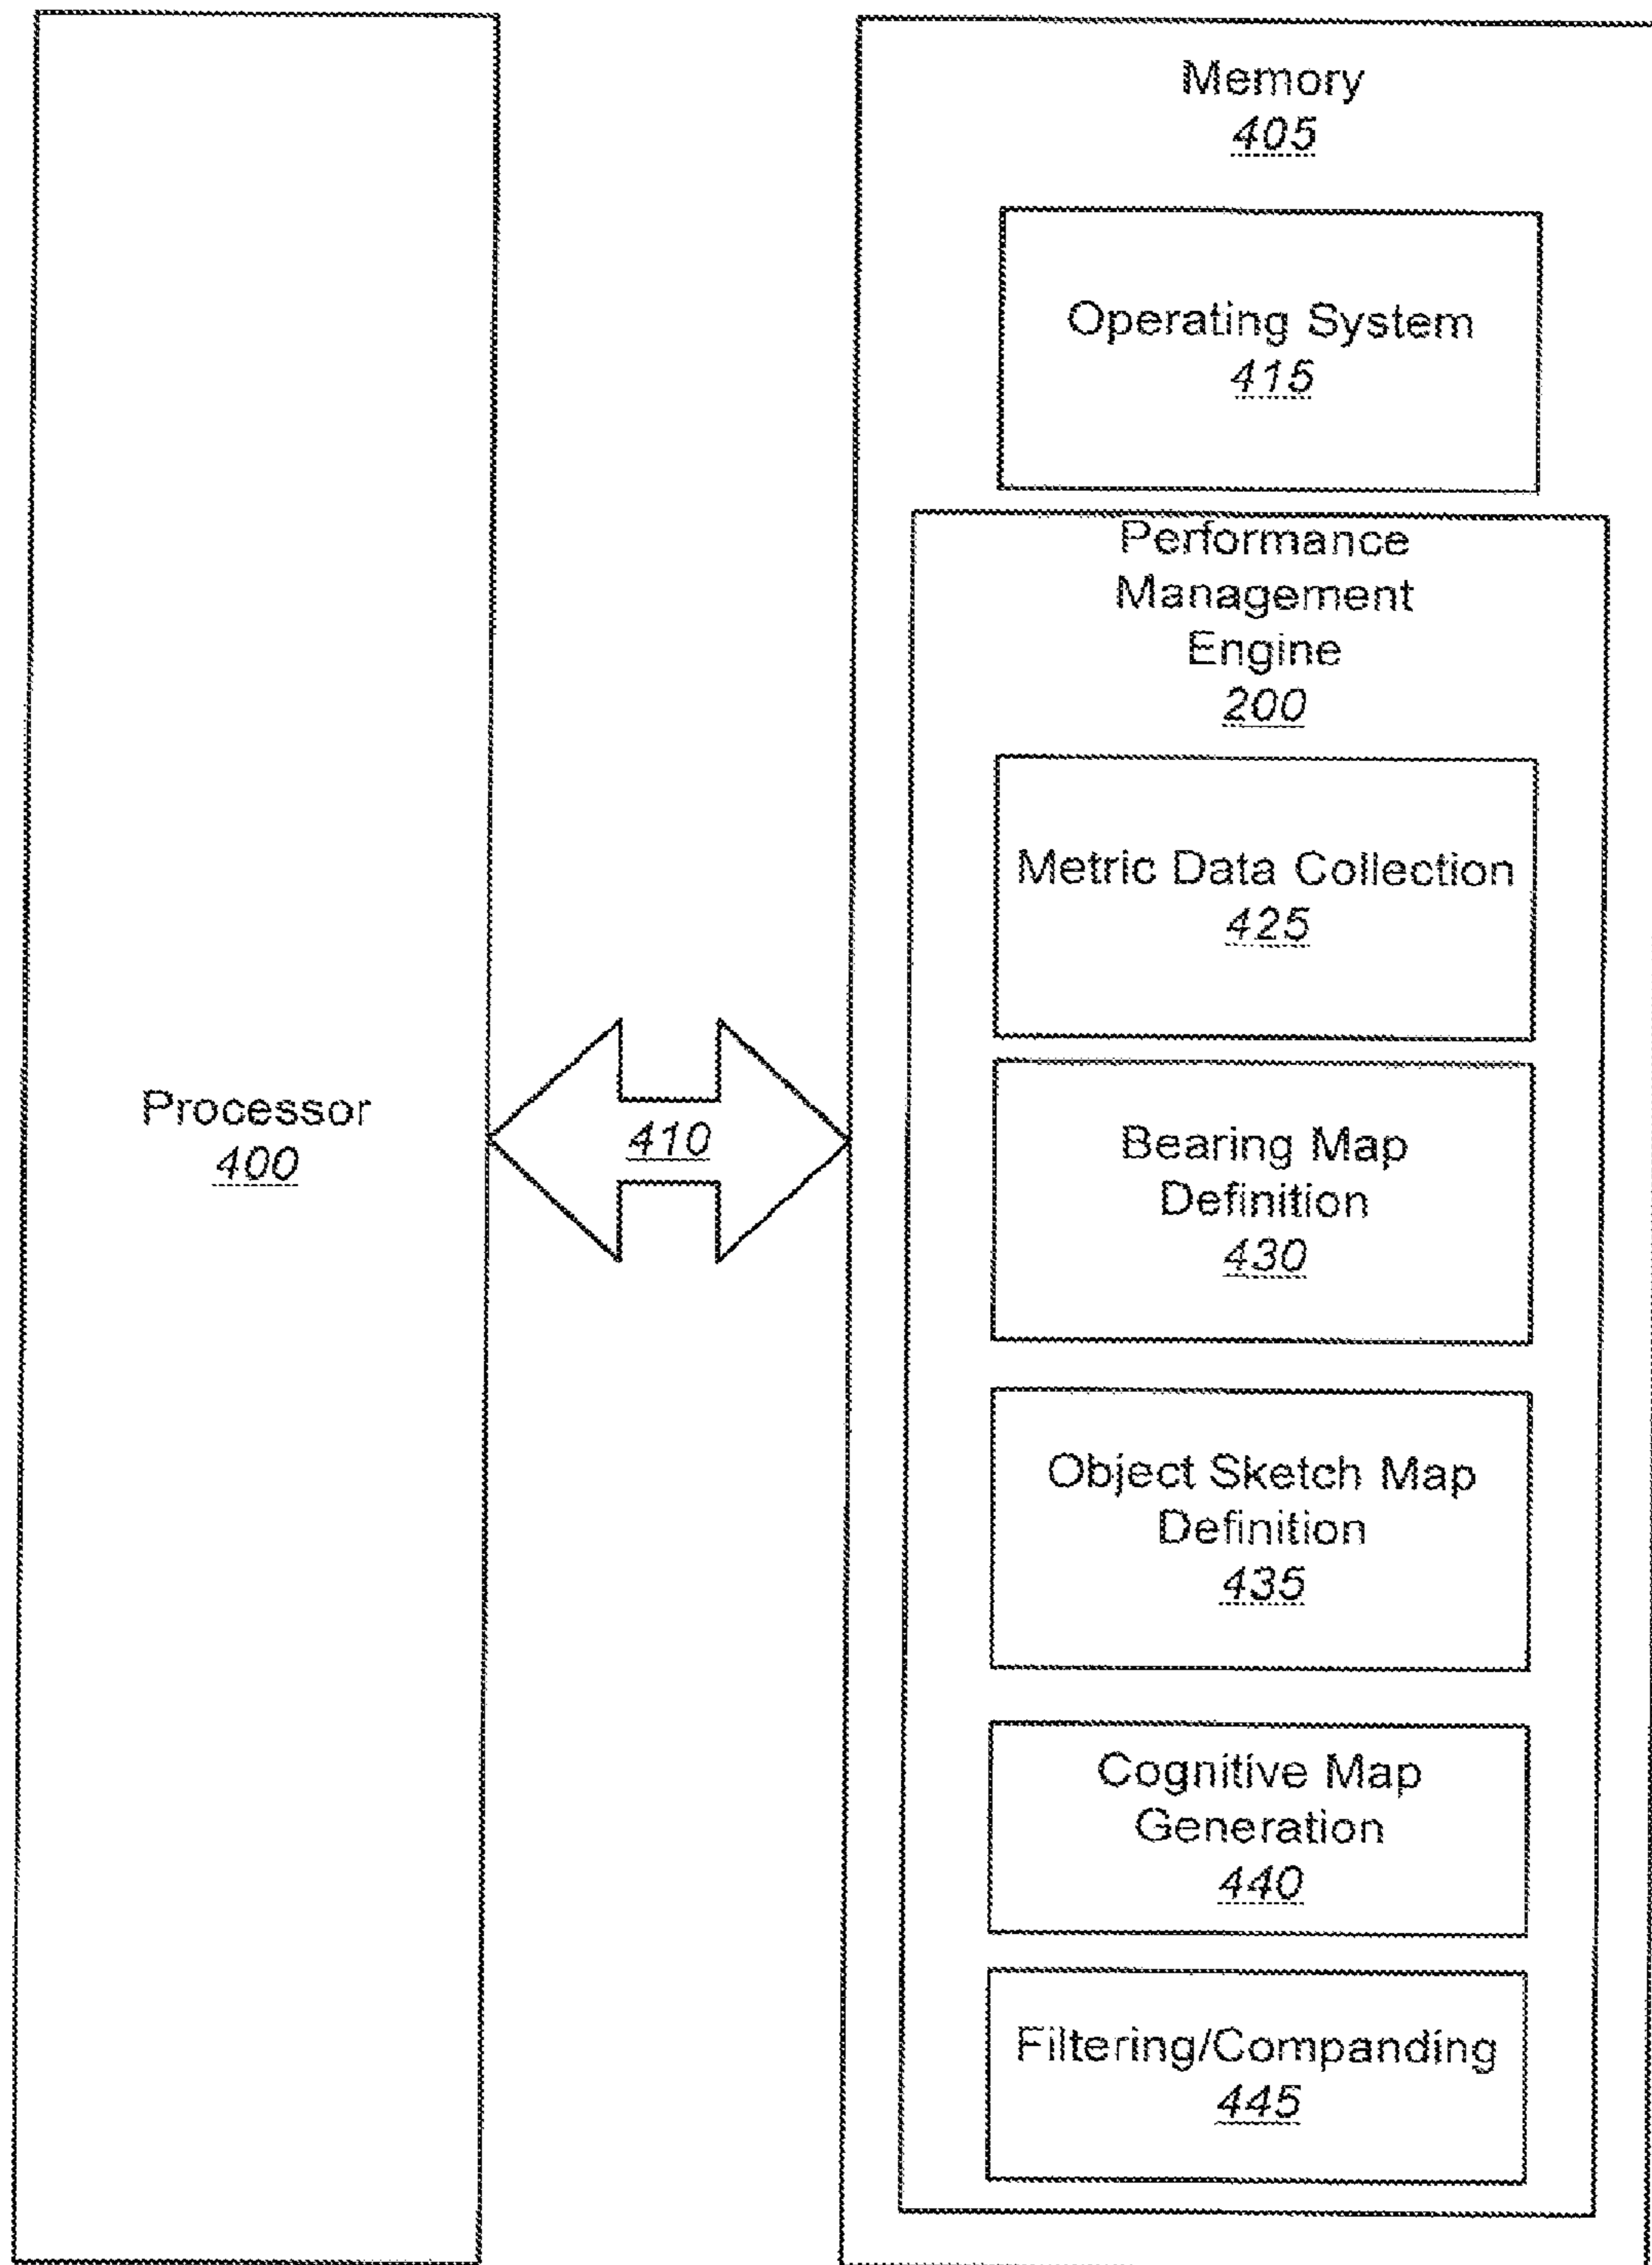 Memory
405
Operating System
415
Performance
Management
Engine
200
Metric Data Collection
425
Processor
400
410
Bearing Map
Definition
430
Object Sketch Map
Definition
435
Cognitive Map
Generation
440
Filtering/Companding
445